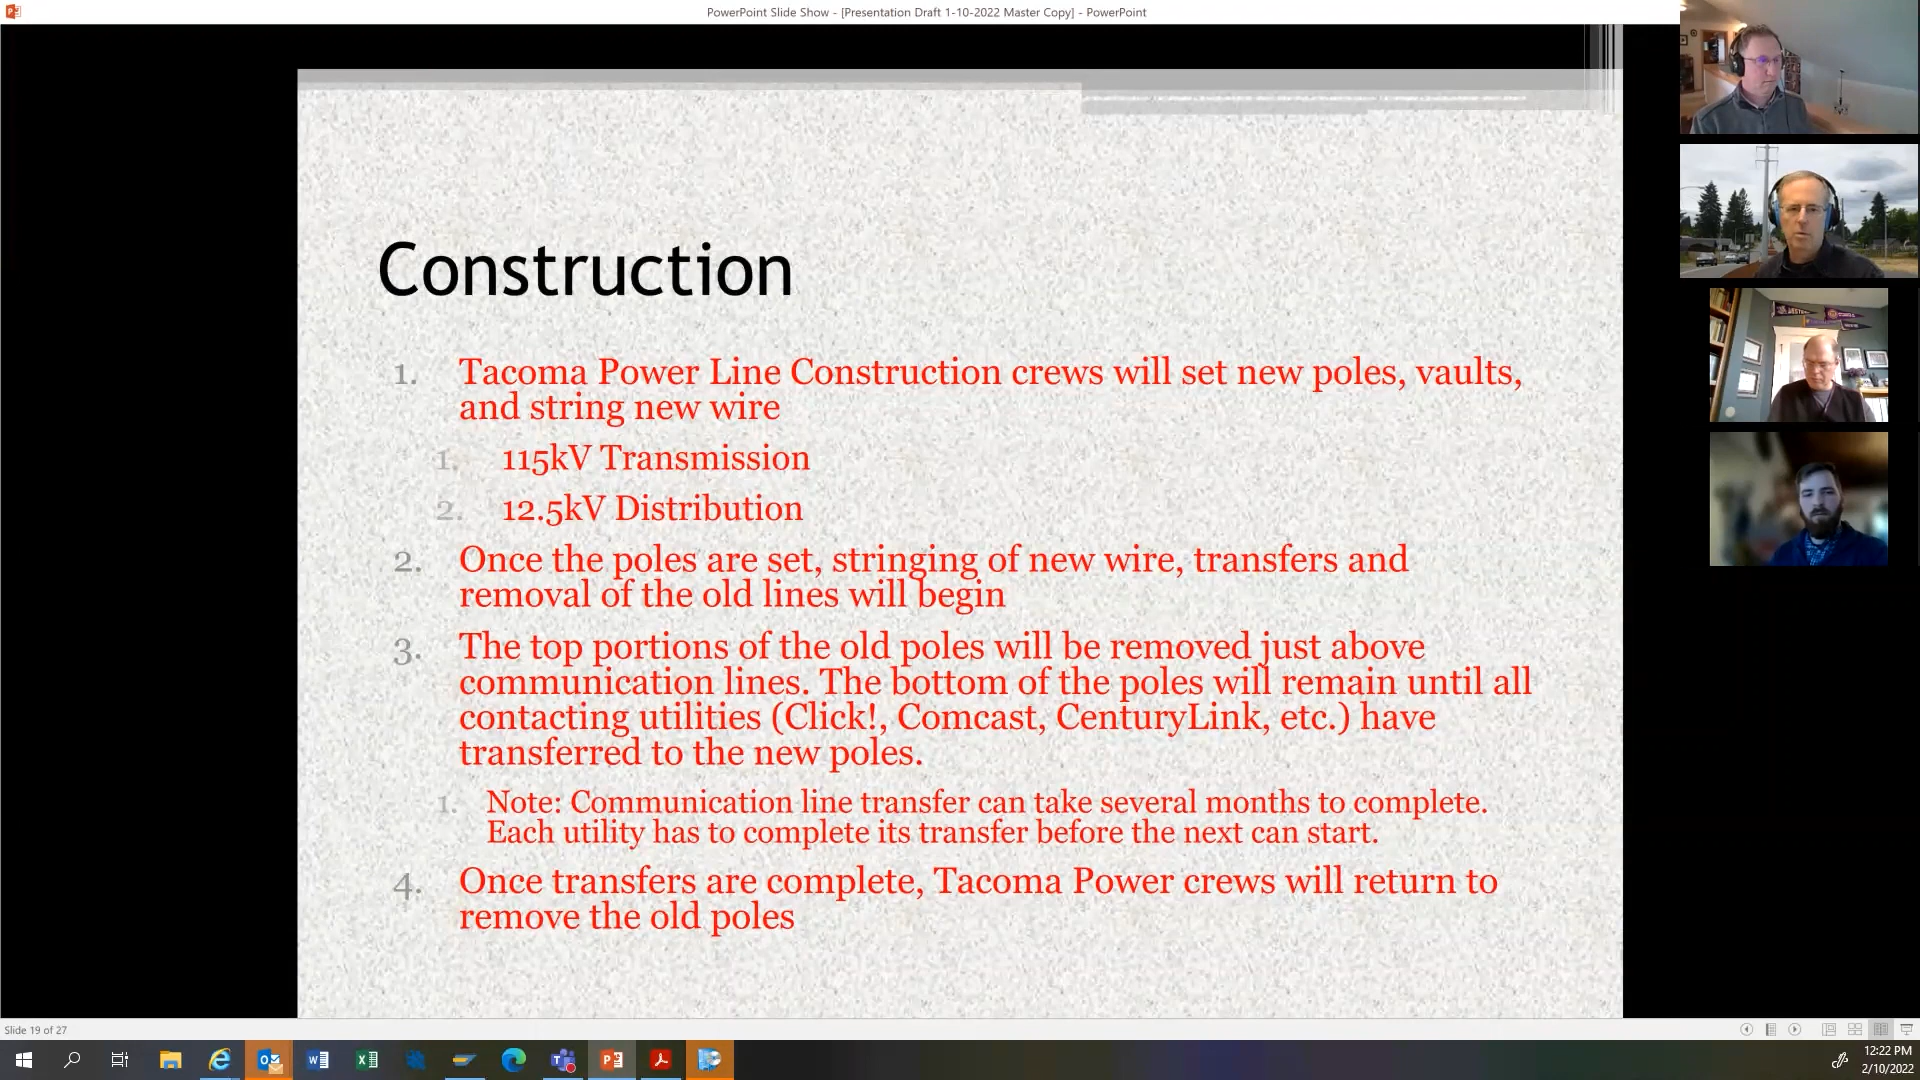 PowerPoint Slide Show - [Presentation Draft 1-10-2022 Master Copy] - PowerPoint
Construction
1. Tacoma Power Line Construction crews will set new poles, vaults,
and string new wire
1. 115kV Transmission
2. 12.5kV Distribution
2. Once the poles are set, stringing of new wire, transfers and
removal of the old lines will begin
3. The top portions of the old poles will be removed just above
communication lines. The bottom of the poles will remain until all
contacting utilities (Click!, Comcast, CenturyLink, etc.) have
transferred to the new poles.
1. Note: Communication line transfer can take several months to complete.
Each utility has to complete its transfer before the next can start.
4. Once transfers are complete, Tacoma Power crews will return to
remove the old poles
Slide 19 of 27
12:22 PM
2/10/2022